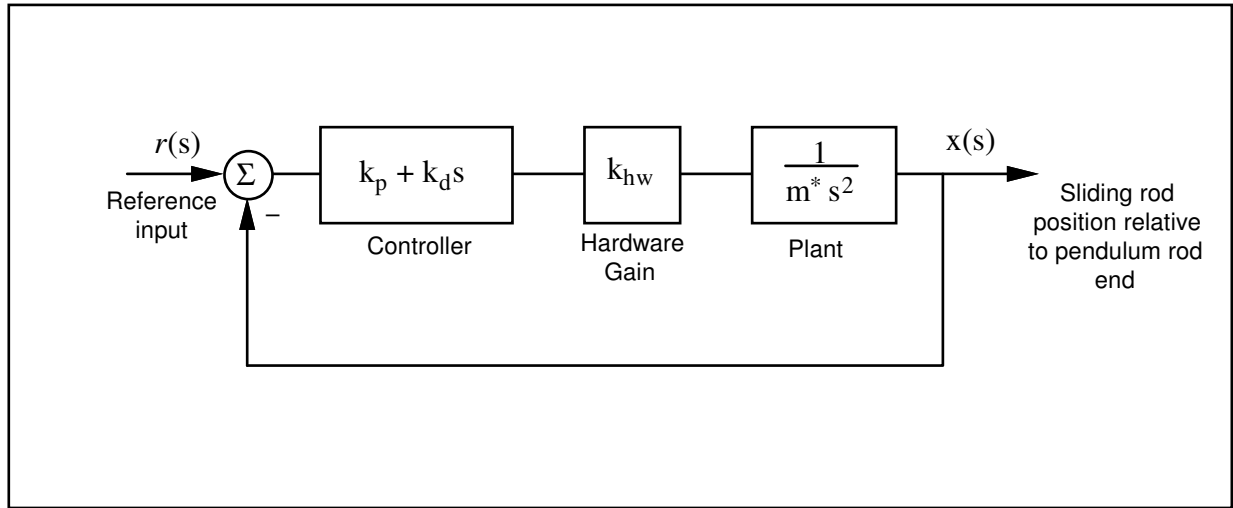 r(s)
Reference
input
Σ
−
k_p + k_d s
Controller
k_hw
Hardware
Gain
1
m* s²
Plant
x(s)
Sliding rod
position relative
to pendulum rod
end